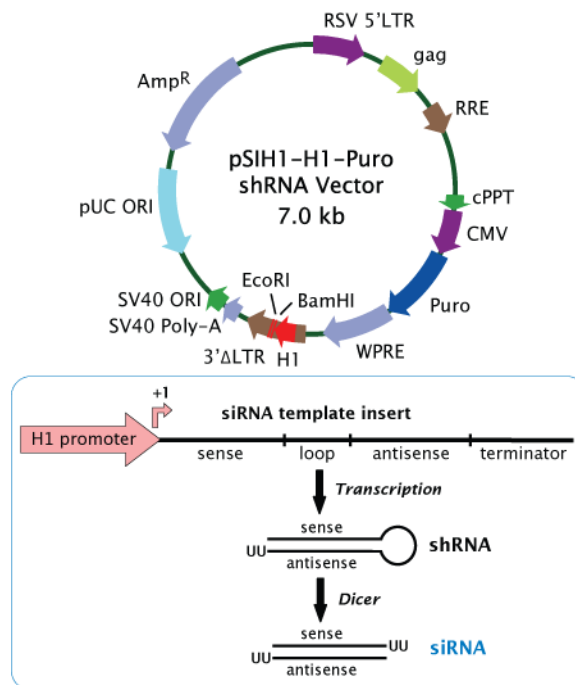 RSV 5'LTR
gag
RRE
cPPT
CMV
Puro
WPRE
BamHI
EcoRI
H1
3'ΔLTR
SV40 Poly-A
SV40 ORI
pUC ORI
AmpR
pSIH1-H1-Puro
shRNA Vector
7.0 kb
+1
siRNA template insert
H1 promoter
sense
loop
antisense
terminator
Transcription
sense
shRNA
UU
antisense
Dicer
sense
UU
siRNA
UU
antisense